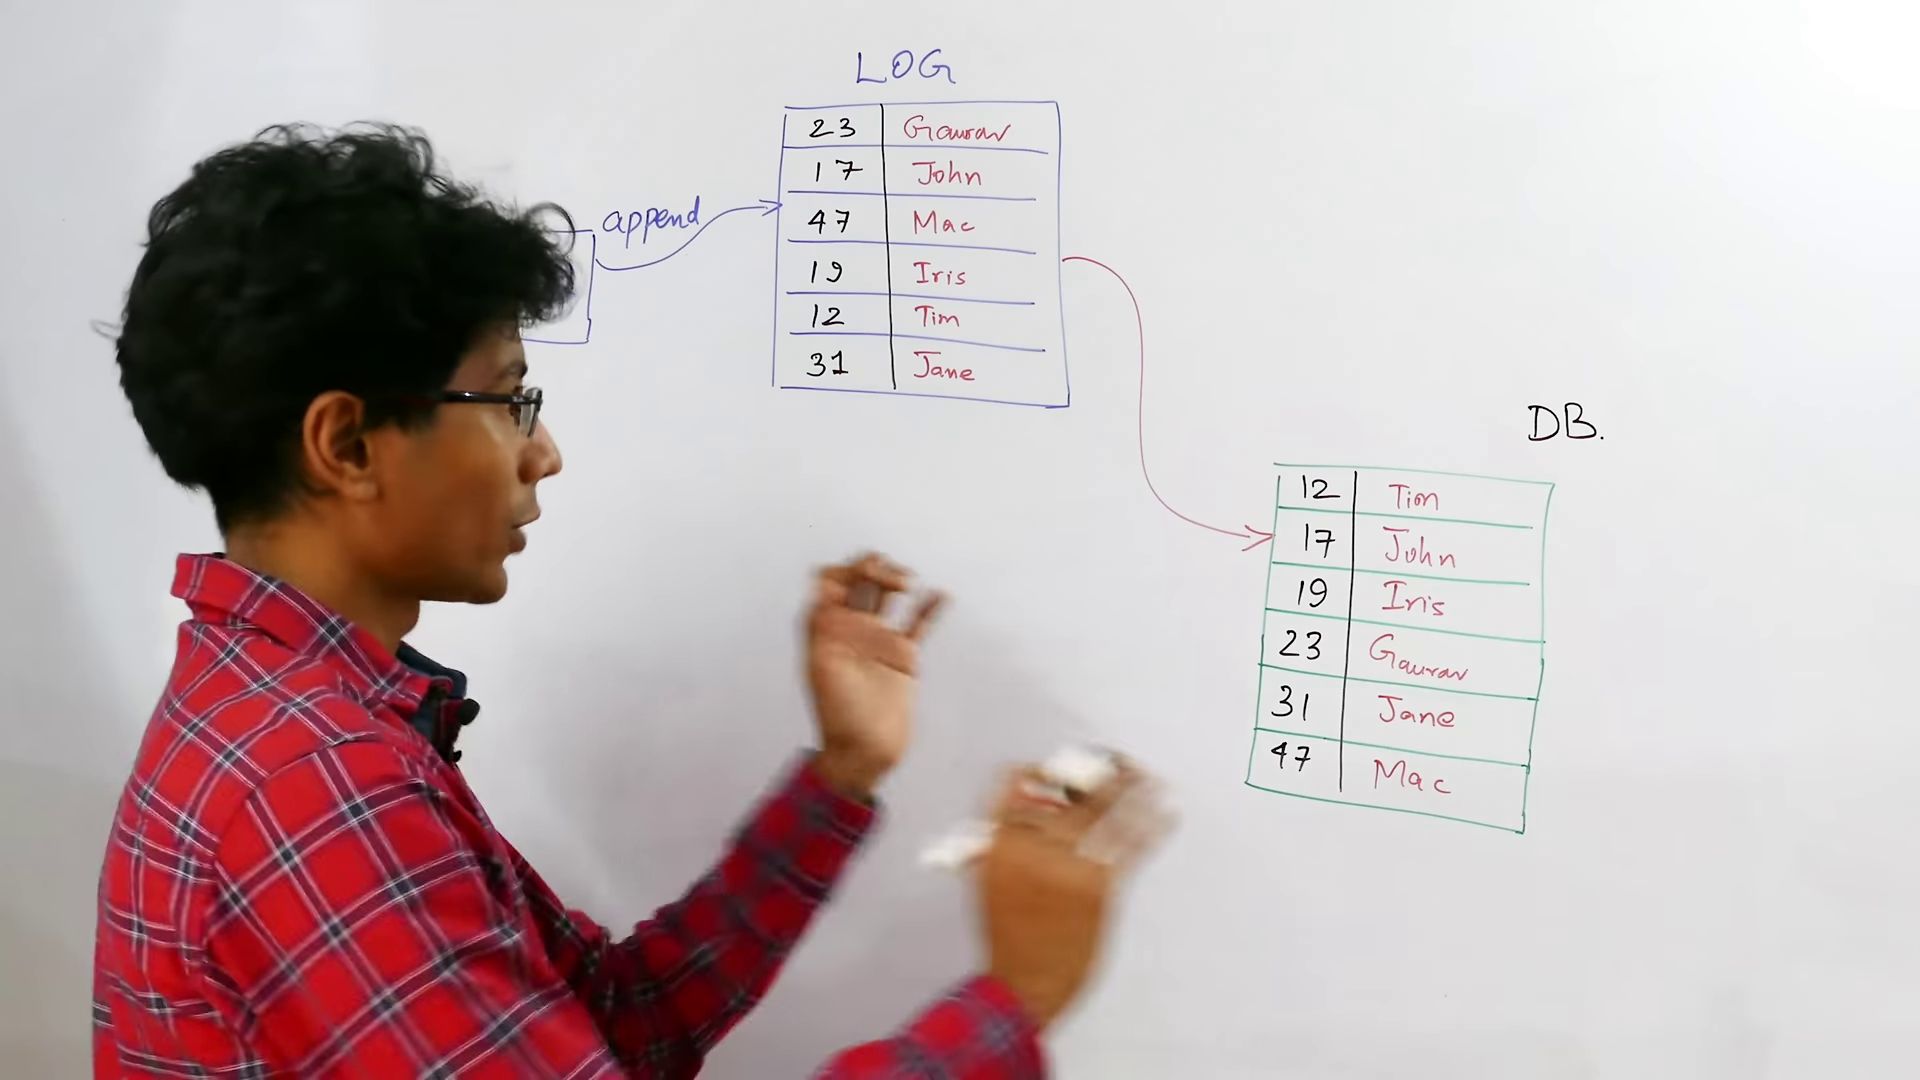 LOG
append
23 Gaurav
17 John
47 Mac
19 Iris
12 Tim
31 Jane
DB.
12 Tim
17 John
19 Iris
23 Gaurav
31 Jane
47 Mac